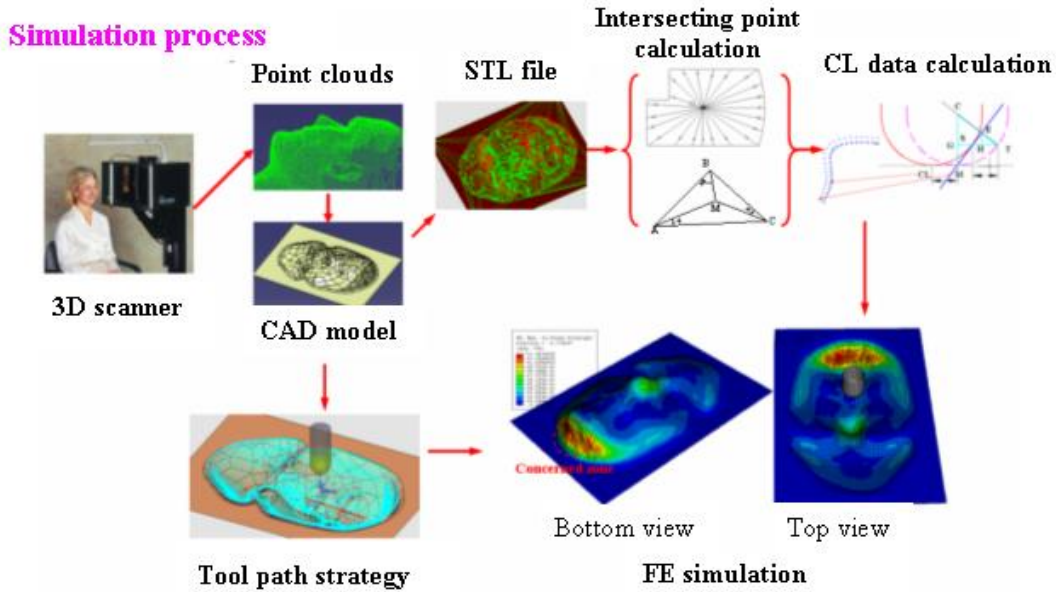 Simulation process
Intersecting point
calculation
Point clouds
STL file
CL data calculation
B
M
A
C
C
CL
M
H
T
3D scanner
CAD model
Concerned zone
Bottom view
Top view
Tool path strategy
FE simulation